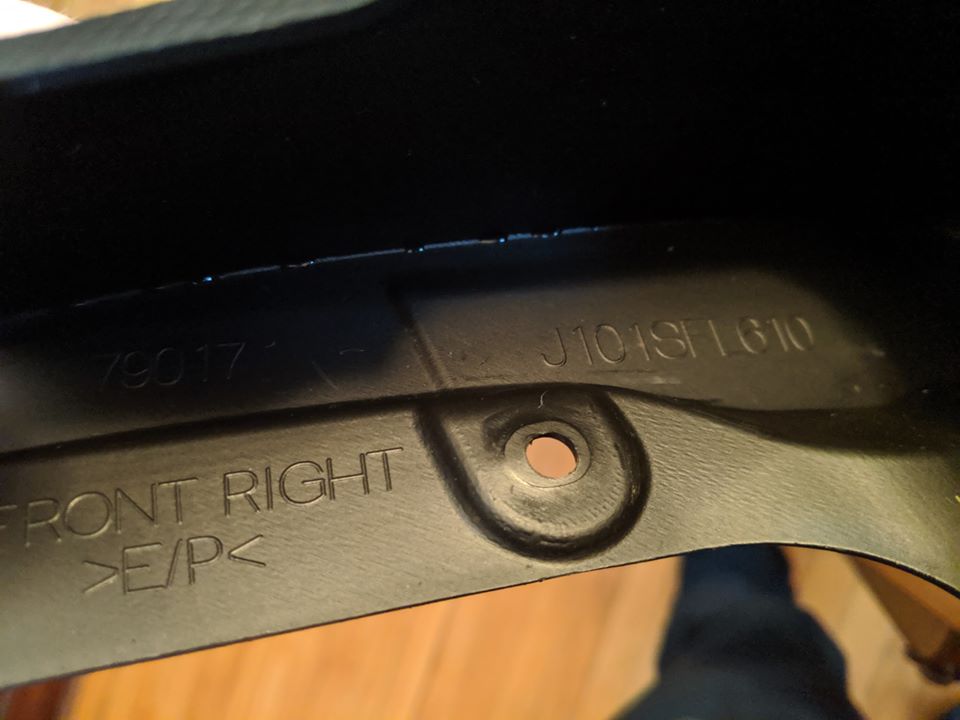 79017
J101SFL610
FRONT RIGHT
>E/P<